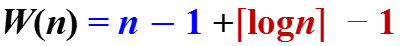 W(n) = n − 1 +⌈logn⌉ − 1